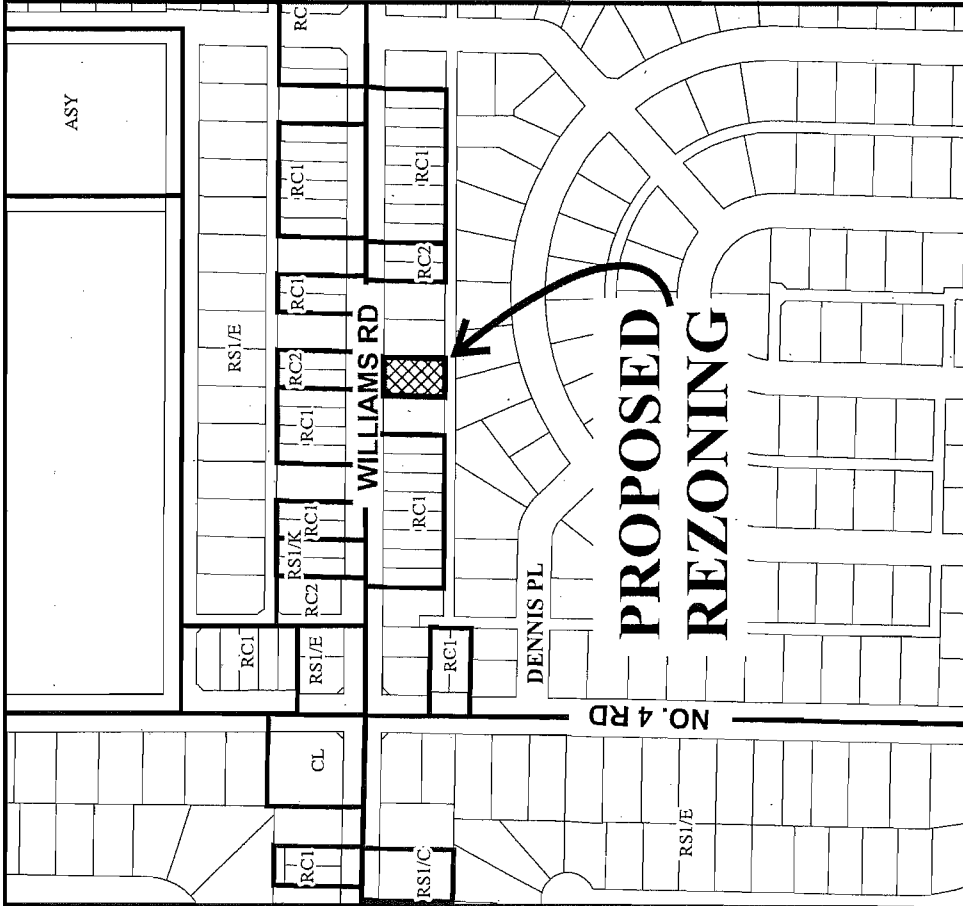 RC
ASY
RC1
RC1
RC2
RC1
RS1/E
WILLIAMS RD
RC2
RC1
RC1
RC1
RS1/K
RC2
RC1
RS1/E
RC1
DENNIS PL
PROPOSED
REZONING
NO. 4 RD
CL
RC1
RS1/C
RS1/E